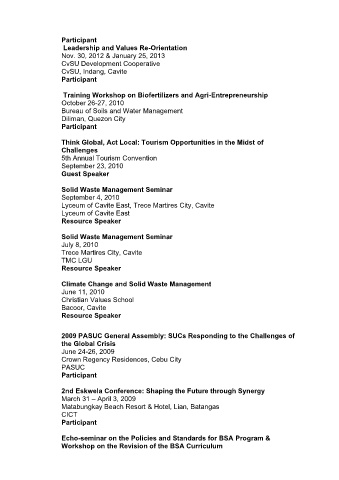 Participant
Leadership and Values Re-Orientation
Nov. 30, 2012 & January 25, 2013
CvSU Development Cooperative
CvSU, Indang, Cavite
Participant
Training Workshop on Biofertilizers and Agri-Entrepreneurship
October 26-27, 2010
Bureau of Soils and Water Management
Diliman, Quezon City
Participant
Think Global, Act Local: Tourism Opportunities in the Midst of
Challenges
5th Annual Tourism Convention
September 23, 2010
Guest Speaker
Solid Waste Management Seminar
September 4, 2010
Lyceum of Cavite East, Trece Martires City, Cavite
Lyceum of Cavite East
Resource Speaker
Solid Waste Management Seminar
July 8, 2010
Trece Martires City, Cavite
TMC LGU
Resource Speaker
Climate Change and Solid Waste Management
June 11, 2010
Christian Values School
Bacoor, Cavite
Resource Speaker
2009 PASUC General Assembly: SUCs Responding to the Challenges of
the Global Crisis
June 24-26, 2009
Crown Regency Residences, Cebu City
PASUC
Participant
2nd Eskwela Conference: Shaping the Future through Synergy
March 31 – April 3, 2009
Matabungkay Beach Resort & Hotel, Lian, Batangas
CICT
Participant
Echo-seminar on the Policies and Standards for BSA Program &
Workshop on the Revision of the BSA Curriculum